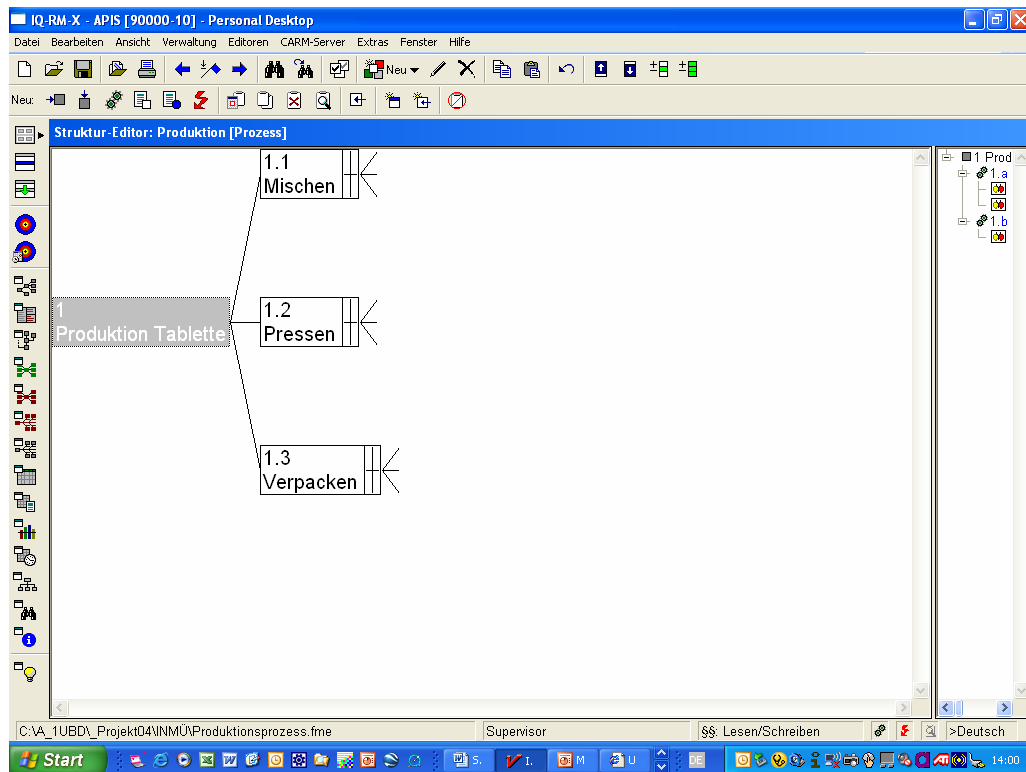 IQ-RM-X - APIS [90000-10] - Personal Desktop
Datei Bearbeiten Ansicht Verwaltung Editoren CARM-Server Extras Fenster Hilfe
Neu
Neu:
Struktur-Editor: Produktion [Prozess]
1.1
Mischen
1
Produktion Tablette
1.2
Pressen
1.3
Verpacken
1 Prod
1.a
1.b
C:\A_1UBD\_Projekt04\INMÜ\Produktionsprozess.fme Supervisor §§: Lesen/Schreiben >Deutsch
Start S. I. M U DE 14:00